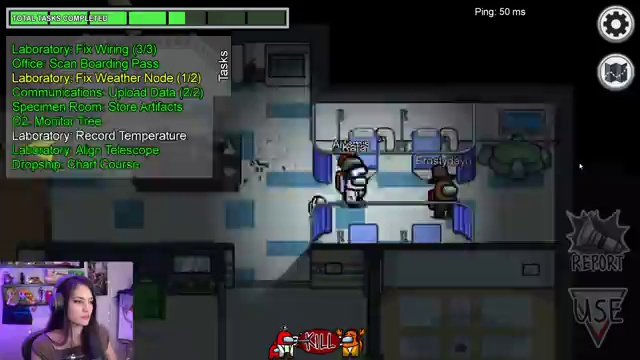 TOTAL TASKS COMPLETED
Ping: 50 ms
Laboratory: Fix Wiring (3/3)
Office: Scan Boarding Pass
Laboratory: Fix Weather Node (1/2)
Communications: Upload Data (2/2)
Specimen Room: Store Artifacts
O2: Monitor Tree
Laboratory: Record Temperature
Laboratory: Align Telescope
Dropship: Chart Course
Tasks
REPORT
USE
KILL